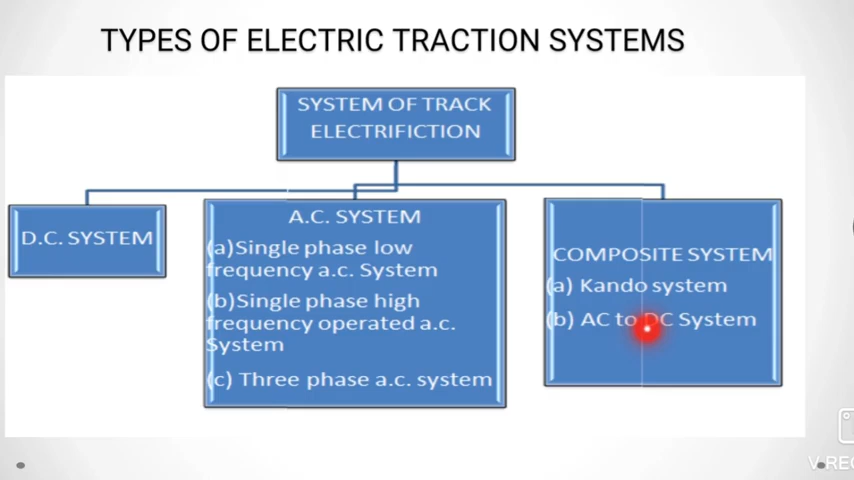 TYPES OF ELECTRIC TRACTION SYSTEMS
SYSTEM OF TRACK
ELECTRIFICTION
D.C. SYSTEM
A.C. SYSTEM
(a)Single phase low
frequency a.c. System
(b)Single phase high
frequency operated a.c.
System
(c) Three phase a.c. system
COMPOSITE SYSTEM
(a) Kando system
(b) AC to DC System